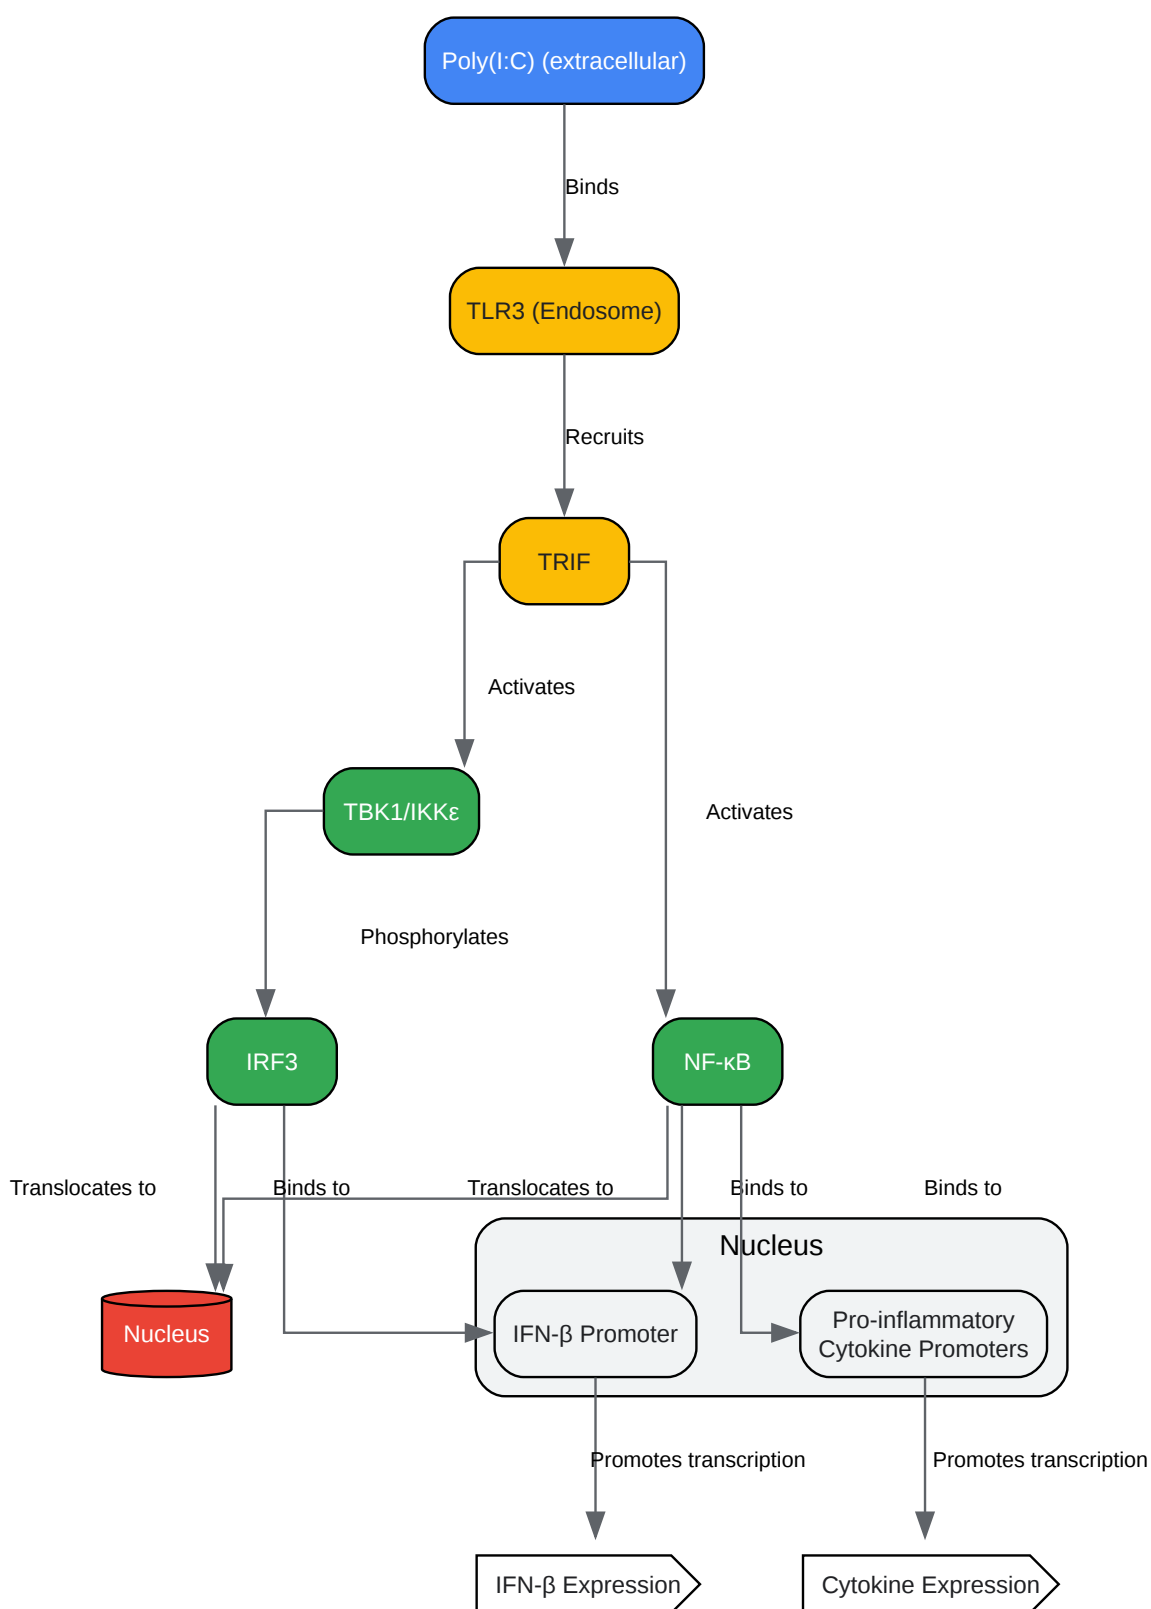 Poly(I:C) (extracellular)
Binds
TLR3 (Endosome)
Recruits
TRIF
Activates
TBK1/IKKε
Activates
Phosphorylates
IRF3
NF-κB
Translocates to
Binds to
Translocates to
Binds to
Binds to
Nucleus
Nucleus
IFN-β Promoter
Pro-inflammatory
Cytokine Promoters
Promotes transcription
Promotes transcription
IFN-β Expression
Cytokine Expression